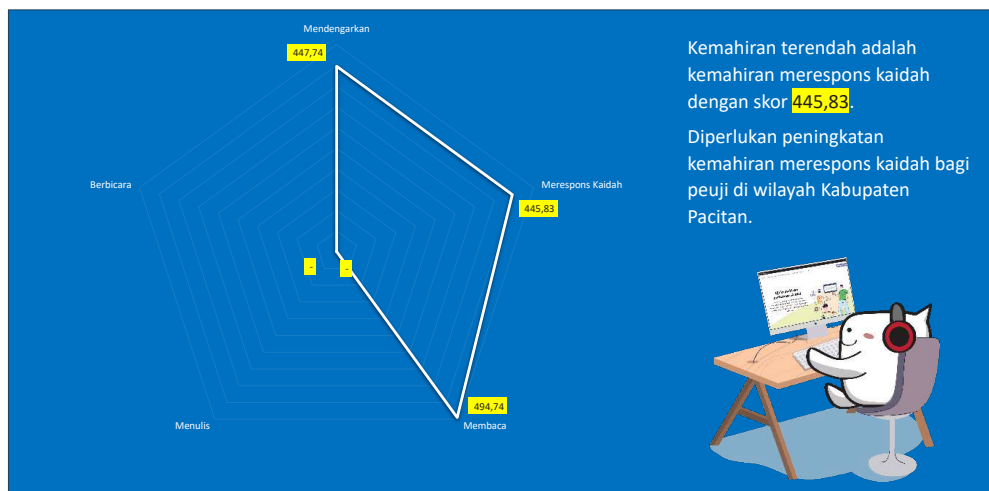 Mendengarkan
447,74
Berbicara
Merespons Kaidah
445,83
-
-
494,74
Menulis
Membaca
Kemahiran terendah adalah
kemahiran merespons kaidah
dengan skor 445,83.
Diperlukan peningkatan
kemahiran merespons kaidah bagi
peuji di wilayah Kabupaten
Pacitan.